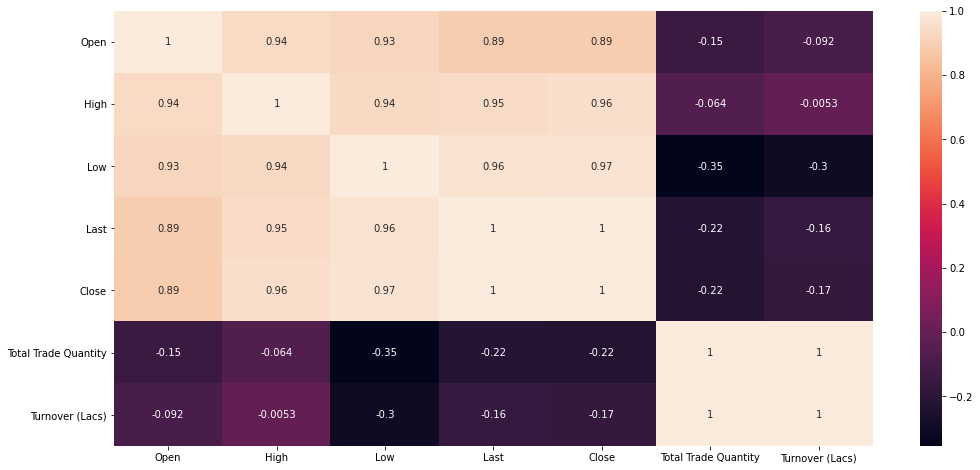 Open 1 0.94 0.93 0.89 0.89 -0.15 -0.092
High 0.94 1 0.94 0.95 0.96 -0.064 -0.0053
Low 0.93 0.94 1 0.96 0.97 -0.35 -0.3
Last 0.89 0.95 0.96 1 1 -0.22 -0.16
Close 0.89 0.96 0.97 1 1 -0.22 -0.17
Total Trade Quantity -0.15 -0.064 -0.35 -0.22 -0.22 1 1
Turnover (Lacs) -0.092 -0.0053 -0.3 -0.16 -0.17 1 1
Open High Low Last Close Total Trade Quantity Turnover (Lacs)
1.0
0.8
0.6
0.4
0.2
0.0
-0.2